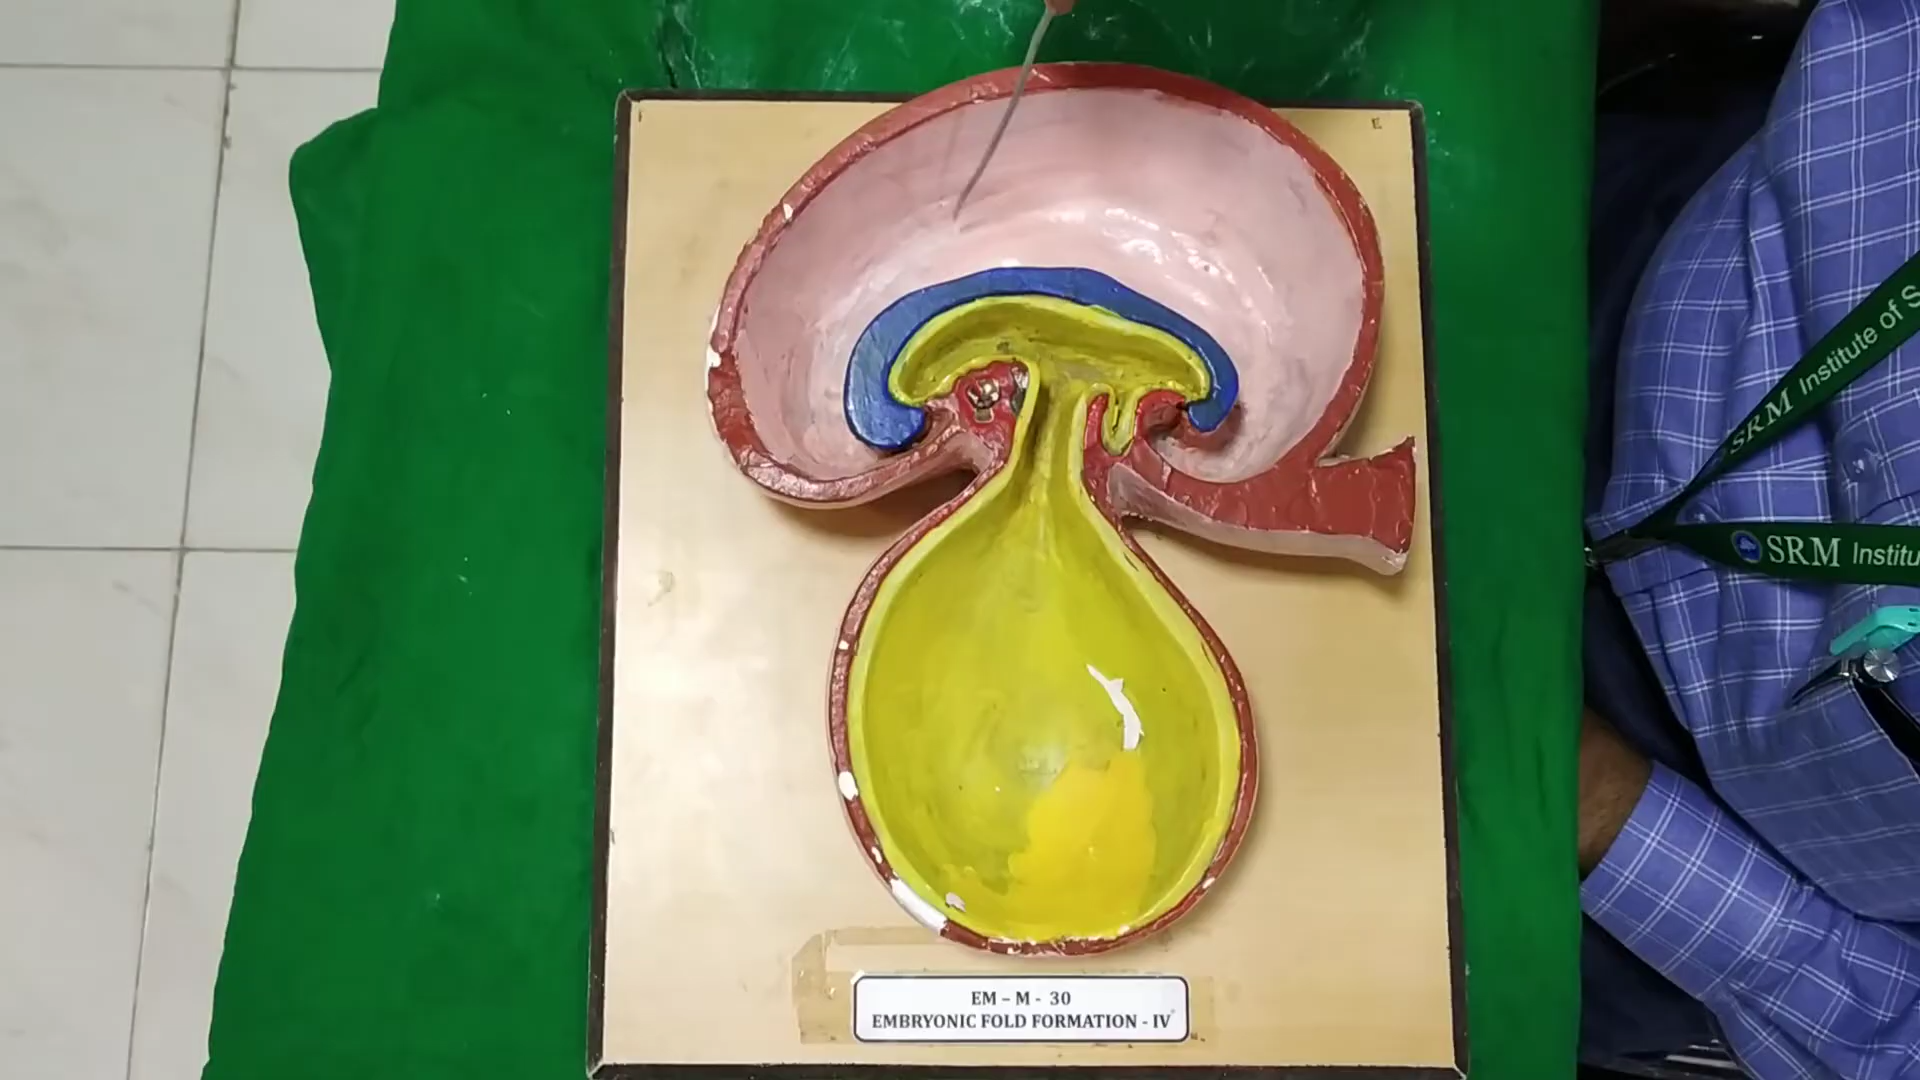 E
SRM Institute of S
SRM Institu
EM – M - 30
EMBRYONIC FOLD FORMATION - IV